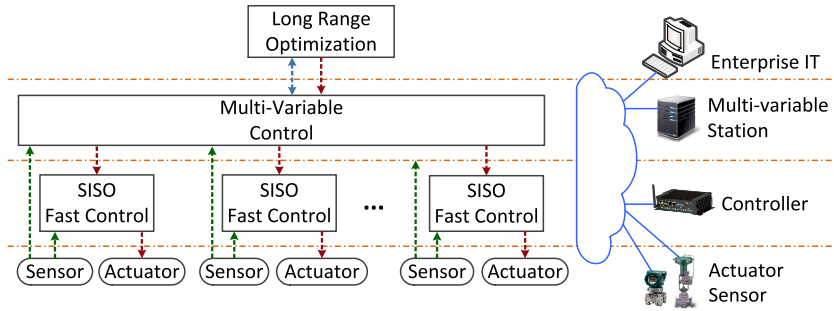 Long Range
Optimization
Enterprise IT
Multi-Variable
Control
Multi-variable
Station
SISO
Fast Control
SISO
Fast Control
...
SISO
Fast Control
Controller
Sensor
Actuator
Sensor
Actuator
Sensor
Actuator
Actuator
Sensor